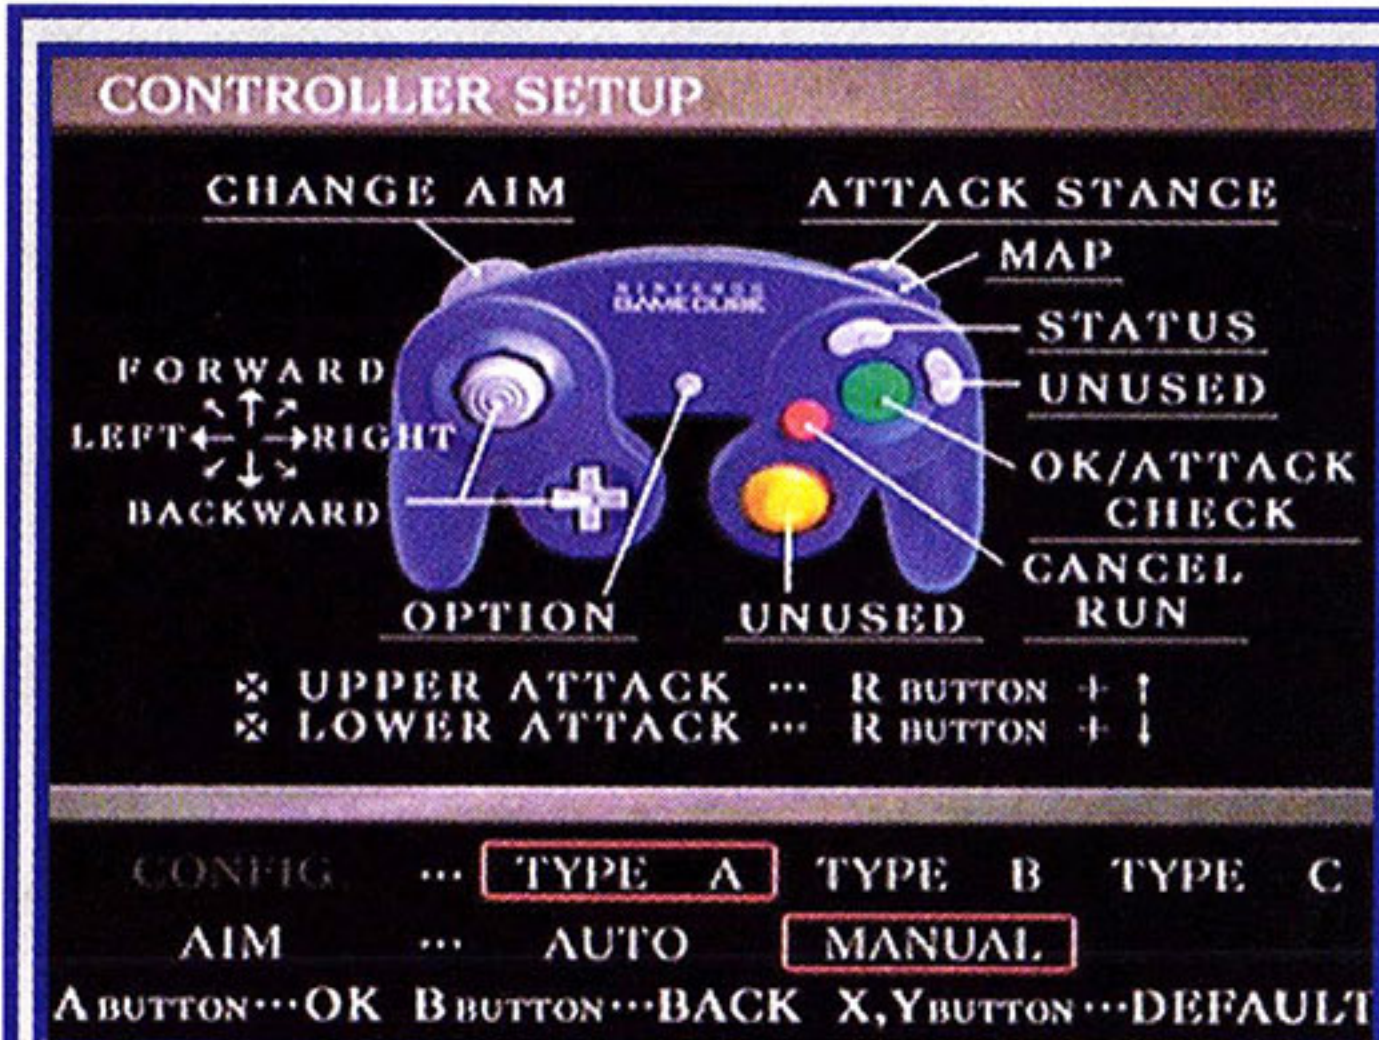 CONTROLLER SETUP
CHANGE AIM
ATTACK STANCE
MAP
NINTENDO
GAMECUBE
STATUS
FORWARD
UNUSED
LEFT RIGHT
OK/ATTACK
CHECK
BACKWARD
CANCEL
RUN
OPTION
UNUSED
※ UPPER ATTACK ··· R BUTTON + ↑
※ LOWER ATTACK ··· R BUTTON + ↓
CONFIG ··· TYPE A TYPE B TYPE C
AIM ··· AUTO MANUAL
A BUTTON···OK B BUTTON···BACK X,Y BUTTON···DEFAULT